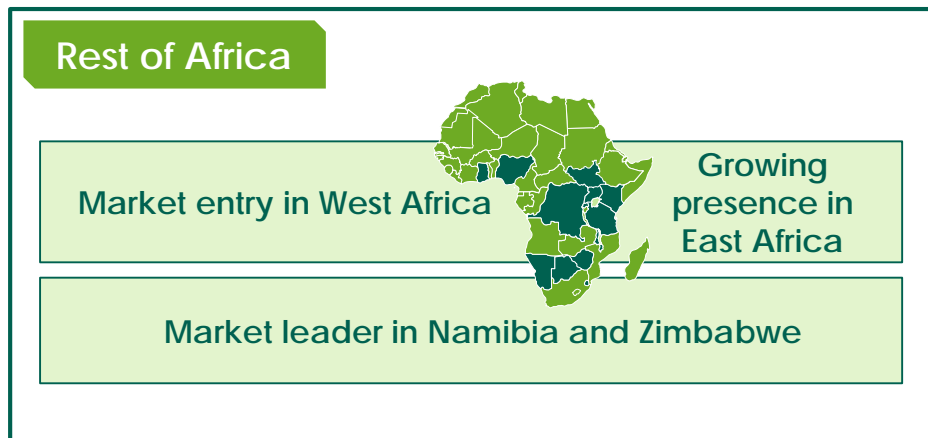 Rest of Africa
Market entry in West Africa
Growing
presence in
East Africa
Market leader in Namibia and Zimbabwe